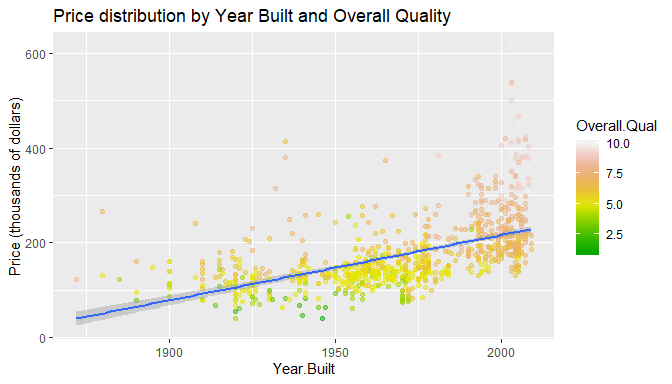 Price distribution by Year Built and Overall Quality
Price (thousands of dollars)
600
400
200
0
1900
1950
2000
Year.Built
Overall.Qual
10.0
7.5
5.0
2.5